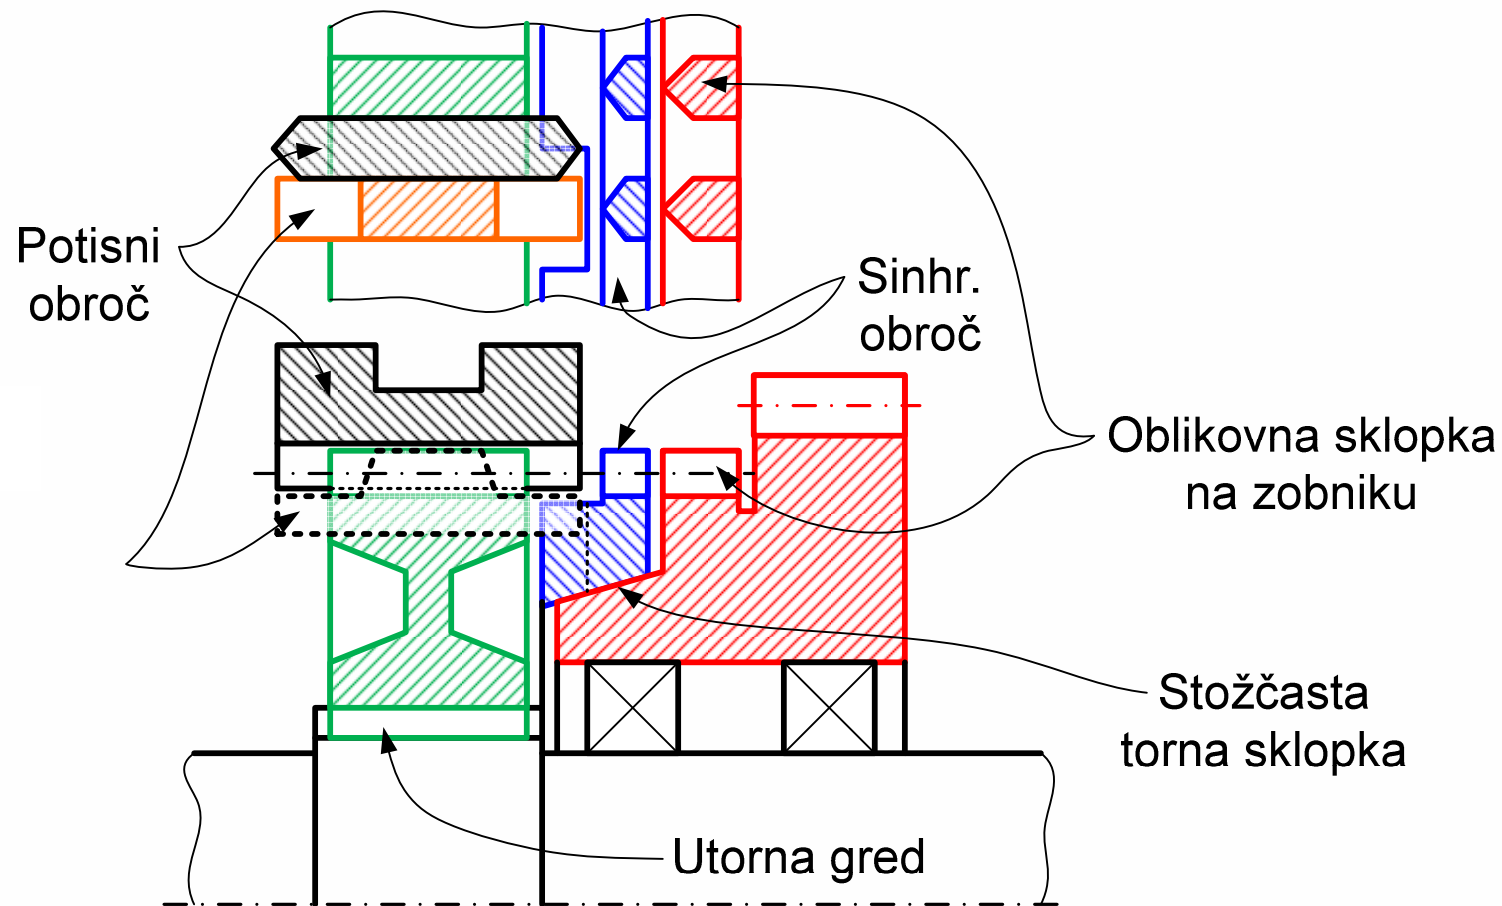 Potisni
obroč
Sinhr.
obroč
Oblikovna sklopka
na zobniku
Stožčasta
torna sklopka
Utorna gred